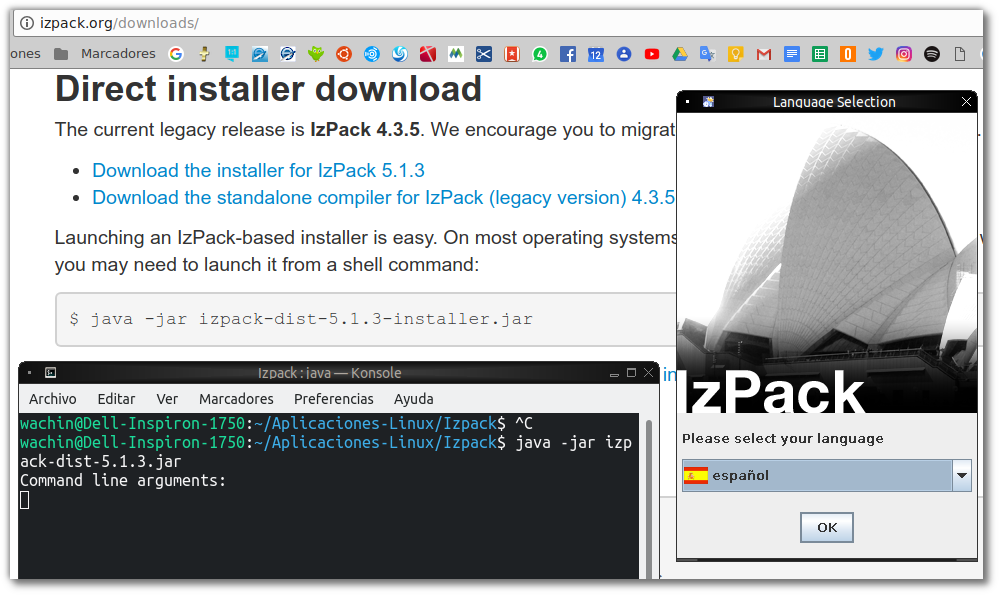 izpack.org/downloads/
ones Marcadores
Direct installer download
The current legacy release is IzPack 4.3.5. We encourage you to migrat
Download the installer for IzPack 5.1.3
Download the standalone compiler for IzPack (legacy version) 4.3.5
Launching an IzPack-based installer is easy. On most operating systems
you may need to launch it from a shell command:
$ java -jar izpack-dist-5.1.3-installer.jar
in
Izpack : java — Konsole
Archivo Editar Ver Marcadores Preferencias Ayuda
wachin@Dell-Inspiron-1750:~/Aplicaciones-Linux/Izpack$ ^C
wachin@Dell-Inspiron-1750:~/Aplicaciones-Linux/Izpack$ java -jar izp
ack-dist-5.1.3.jar
Command line arguments:
Language Selection
IzPack
Please select your language
español
OK